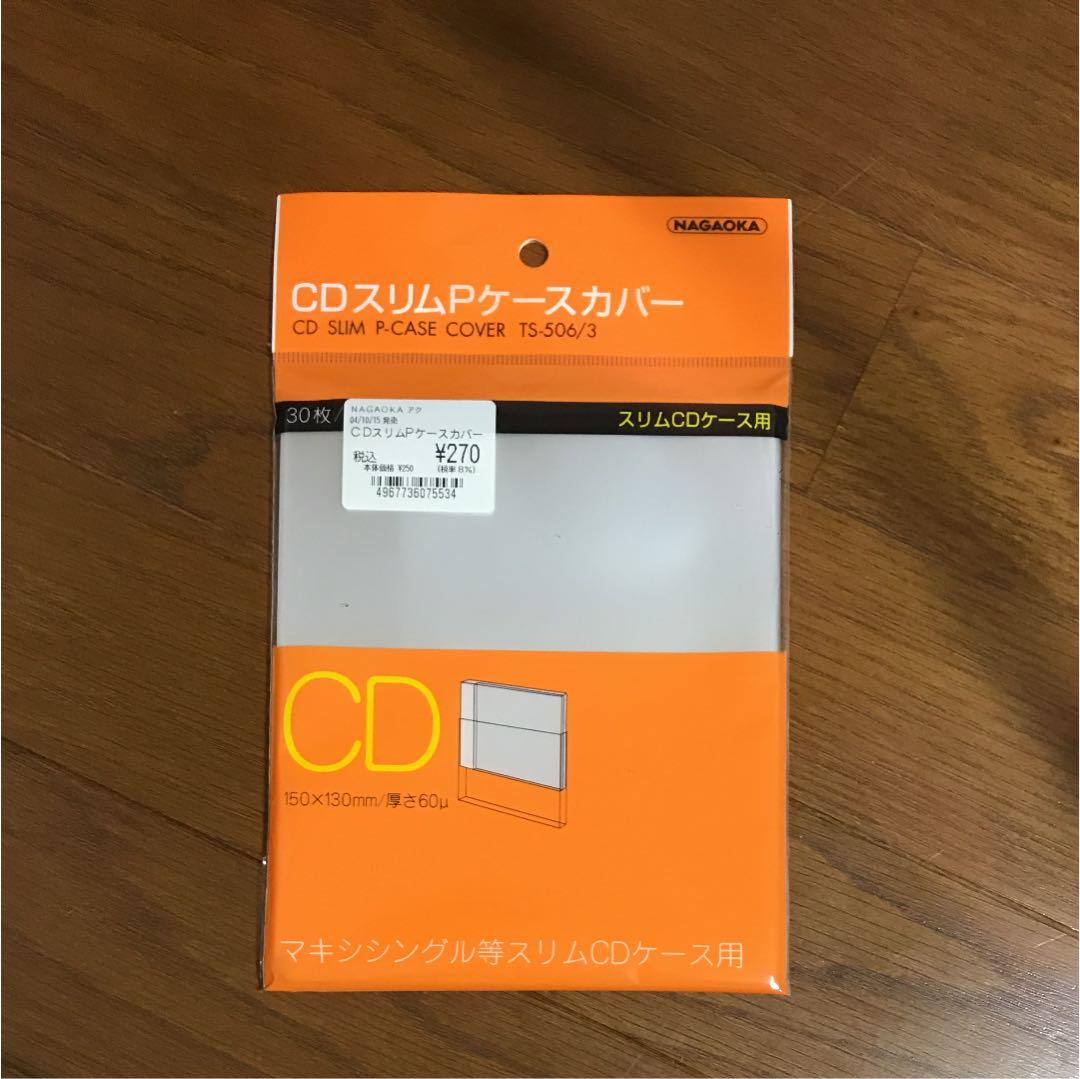 NAGAOKA
CDスリムPケースカバー
CD SLIM P-CASE COVER TS-506/3
30枚/
スリムCDケース用
NAGAOKA アク
04/10/15 発売
CDスリムPケースカバー
税込 ¥270
本体価格 ¥250 (税率8%)
4967736075534
CD
150×130mm/厚さ60μ
マキシシングル等スリムCDケース用